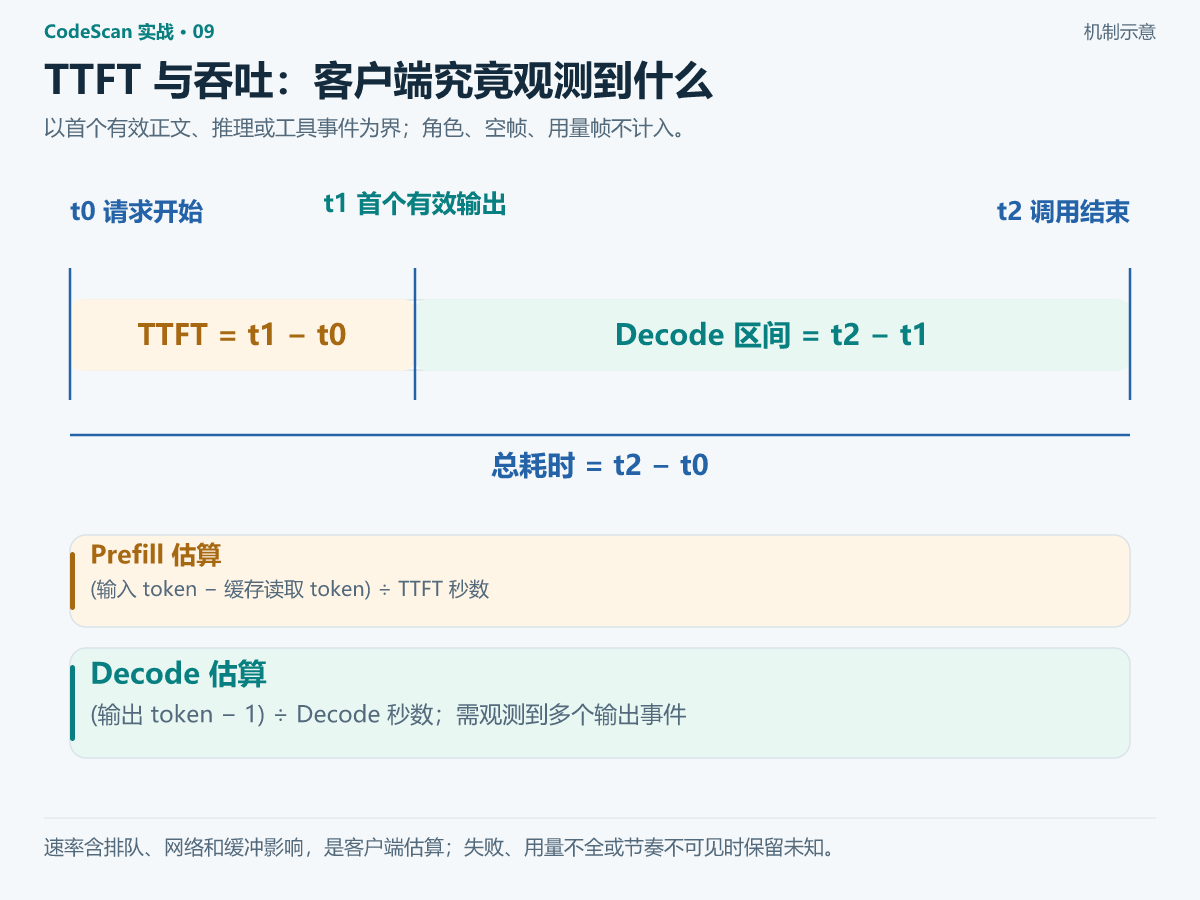 CodeScan 实战 • 09
机制示意
TTFT 与吞吐：客户端究竟观测到什么
以首个有效正文、推理或工具事件为界；角色、空帧、用量帧不计入。
t0 请求开始
t1 首个有效输出
t2 调用结束
TTFT = t1 − t0
Decode 区间 = t2 − t1
总耗时 = t2 − t0
Prefill 估算
(输入 token − 缓存读取 token) ÷ TTFT 秒数
Decode 估算
(输出 token − 1) ÷ Decode 秒数；需观测到多个输出事件
速率含排队、网络和缓冲影响，是客户端估算；失败、用量不全或节奏不可见时保留未知。